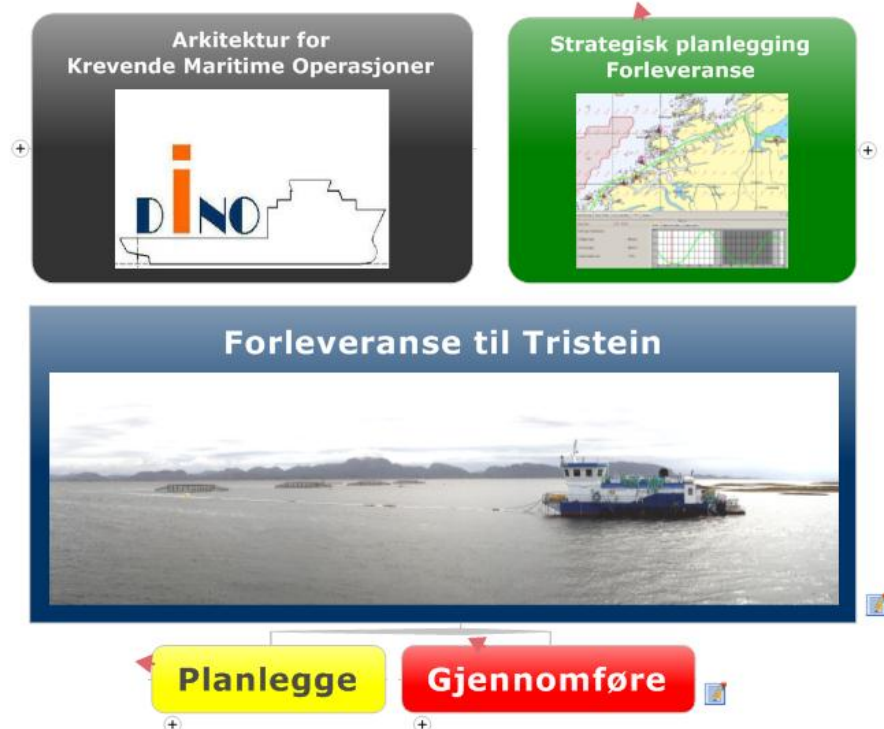 Arkitektur for
Krevende Maritime Operasjoner
DiNO
Strategisk planlegging
Forleveranse
Forleveranse til Tristein
Planlegge
Gjennomføre